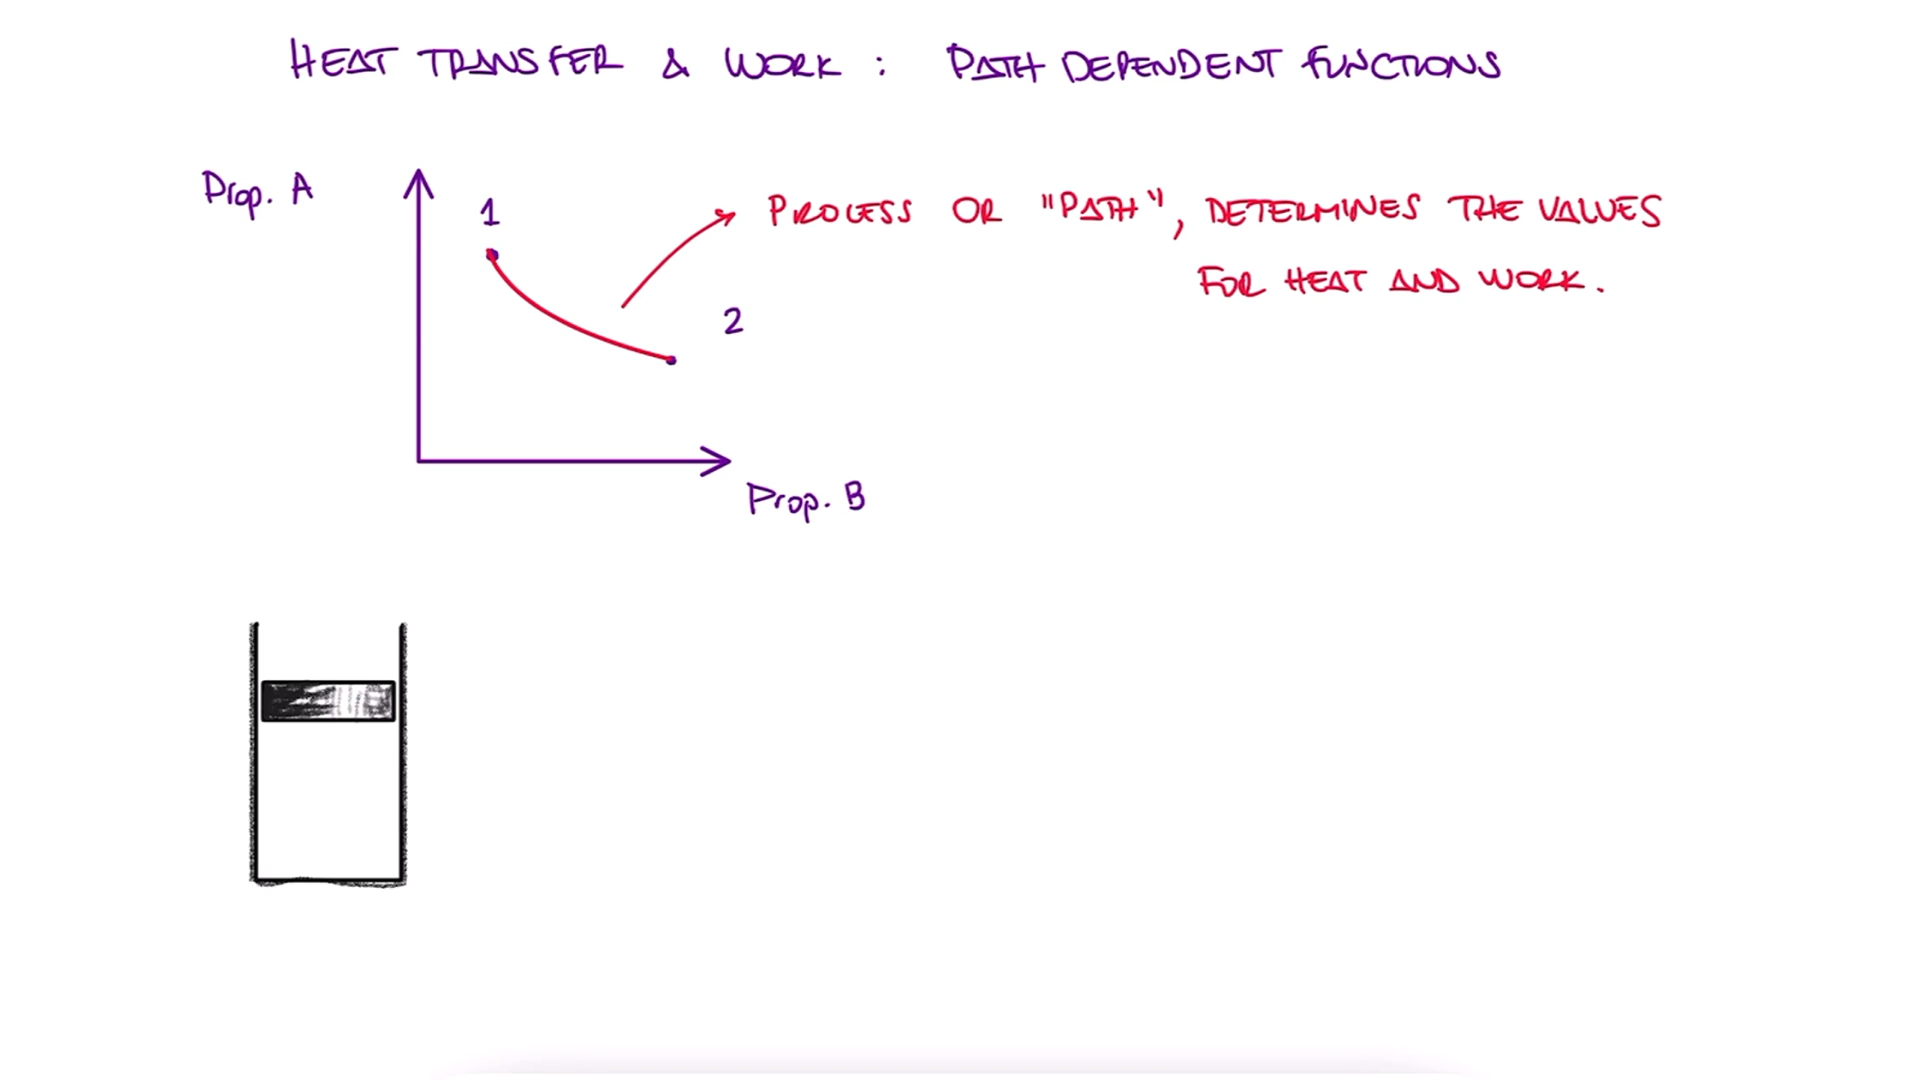 HEAT TRANSFER & WORK : PATH DEPENDENT FUNCTIONS
Prop. A
1
PROCESS OR "PATH", DETERMINES THE VALUES
FOR HEAT AND WORK.
2
Prop. B